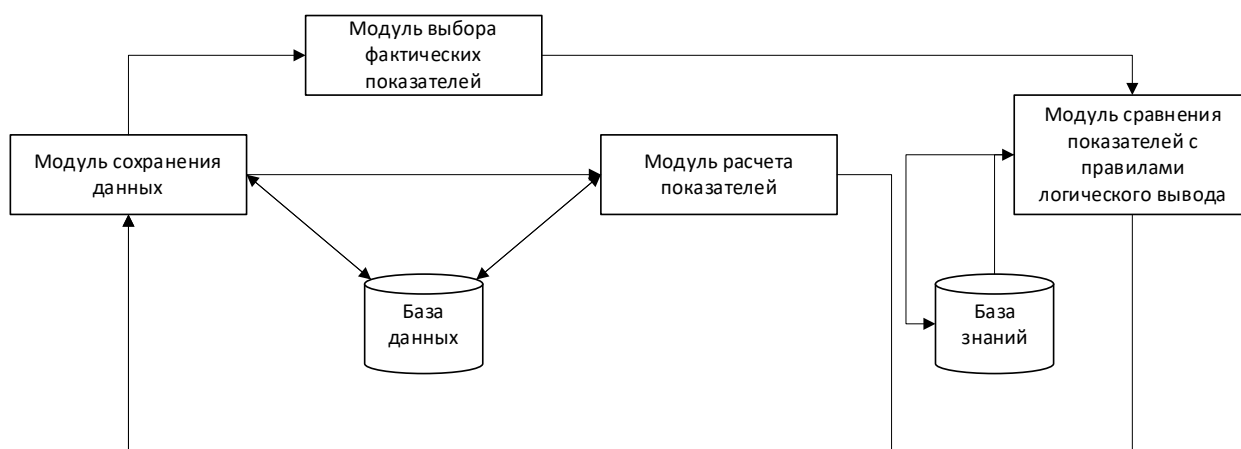 Модуль выбора
фактических
показателей
Модуль сравнения
показателей с
правилами
логического вывода
Модуль сохранения
данных
Модуль расчета
показателей
База
данных
База
знаний